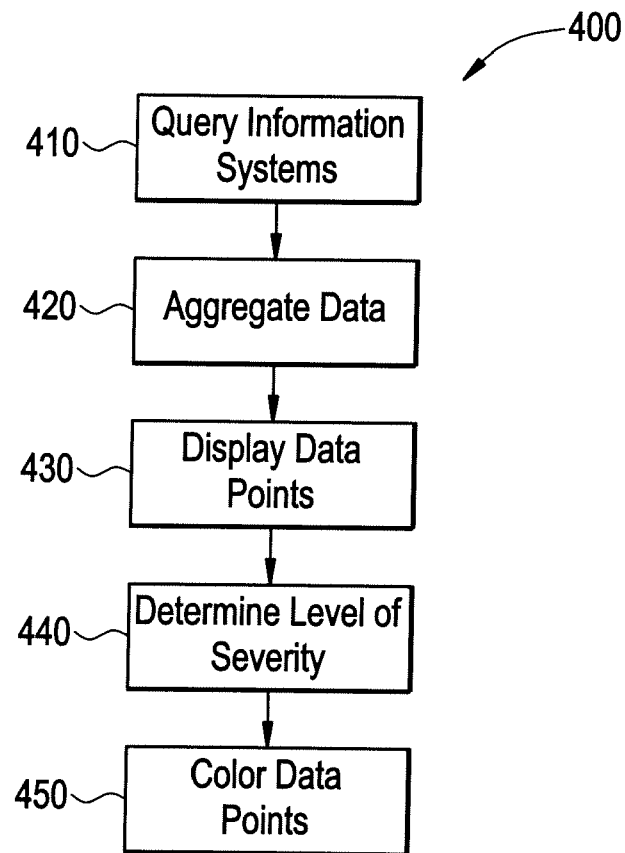 400
410
Query Information
Systems
420
Aggregate Data
430
Display Data
Points
440
Determine Level of
Severity
450
Color Data
Points